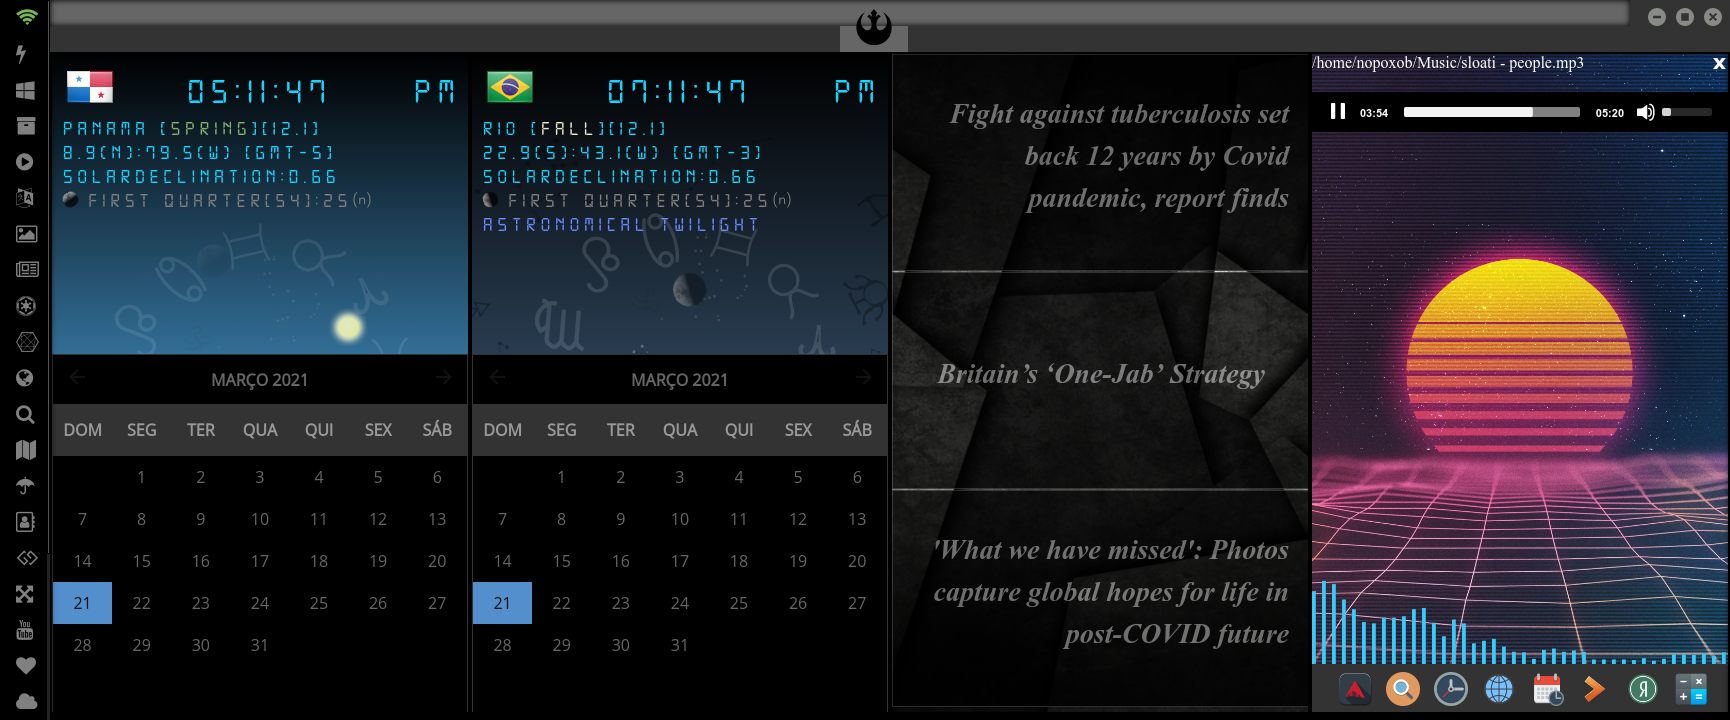 05:11:47 PM
PANAMA [SPRING][12.1]
8.9(N):79.5(W) [GMT-5]
SOLARDECLINATION:0.66
FIRST QUARTER[54]:25(n)
MARÇO 2021
DOM SEG TER QUA QUI SEX SÁB
1 2 3 4 5 6
7 8 9 10 11 12 13
14 15 16 17 18 19 20
21 22 23 24 25 26 27
28 29 30 31
07:11:47 PM
RIO [FALL][12.1]
22.9(S):43.1(W) [GMT-3]
SOLARDECLINATION:0.66
FIRST QUARTER[54]:25(n)
ASTRONOMICAL TWILIGHT
MARÇO 2021
DOM SEG TER QUA QUI SEX SÁB
1 2 3 4 5 6
7 8 9 10 11 12 13
14 15 16 17 18 19 20
21 22 23 24 25 26 27
28 29 30 31
Fight against tuberculosis set
back 12 years by Covid
pandemic, report finds
Britain’s ‘One-Jab’ Strategy
'What we have missed': Photos
capture global hopes for life in
post-COVID future
/home/nopoxob/Music/sloati - people.mp3 x
03:54 05:20
You
Tube
Я